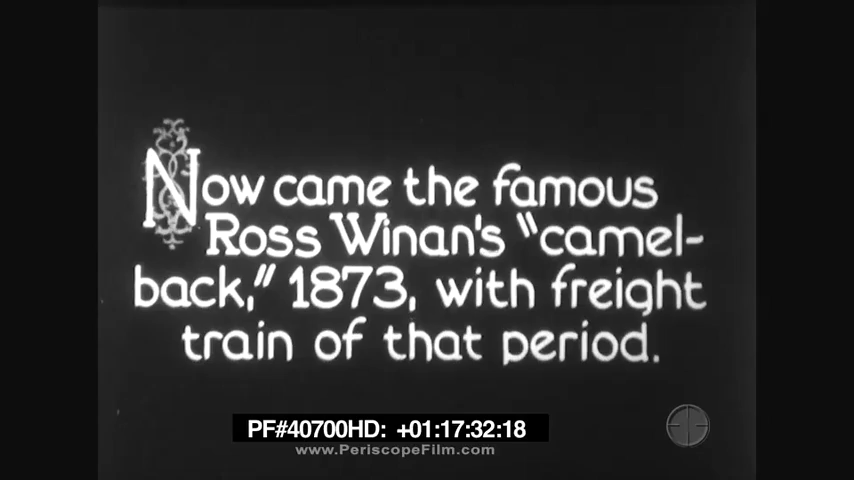 Now came the famous
Ross Winan's "camel-
back," 1873, with freight
train of that period.
PF#40700HD: +01:17:32:18
www.PeriscopeFilm.com